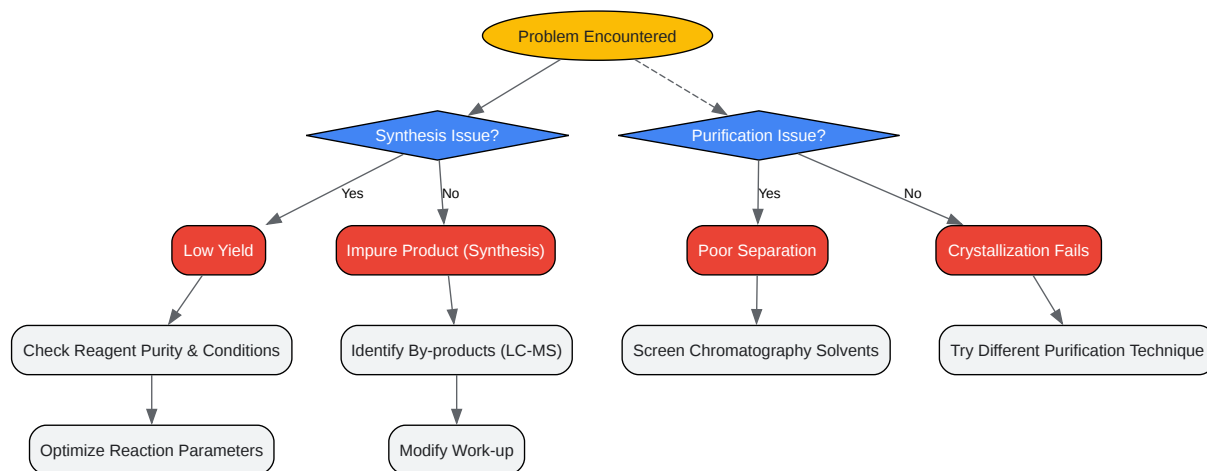 Problem Encountered
Synthesis Issue?
Purification Issue?
Yes
No
Yes
No
Low Yield
Impure Product (Synthesis)
Poor Separation
Crystallization Fails
Check Reagent Purity & Conditions
Identify By-products (LC-MS)
Screen Chromatography Solvents
Try Different Purification Technique
Optimize Reaction Parameters
Modify Work-up